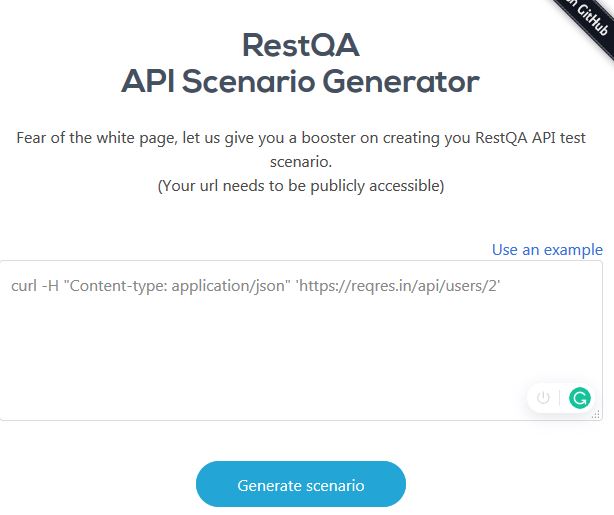 GitHub
RestQA
API Scenario Generator
Fear of the white page, let us give you a booster on creating you RestQA API test
scenario.
(Your url needs to be publicly accessible)
Use an example
curl -H "Content-type: application/json" 'https://reqres.in/api/users/2'
Generate scenario